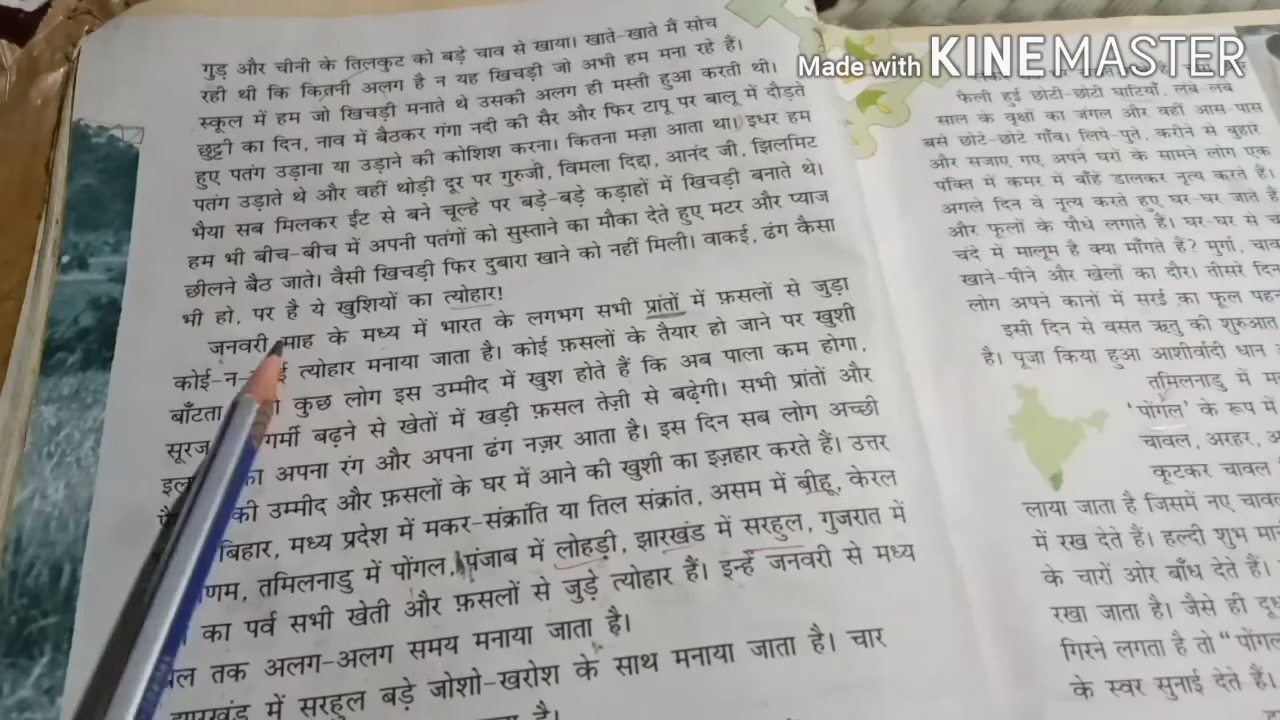 गुड़ और चीनी के तिलकुट को बड़े चाव से खाया। खाते-खाते मैं सोच
रही थी कि कितनी अलग है न यह खिचड़ी जो अभी हम मना रहे हैं।
स्कूल में हम जो खिचड़ी मनाते थे उसकी अलग ही मस्ती हुआ करती थी।
छुट्टी का दिन, नाव में बैठकर गंगा नदी की सैर और फिर टापू पर बालू में दौड़ते
हुए पतंग उड़ाना या उड़ाने की कोशिश करना। कितना मज़ा आता था। इधर हम
पतंग उड़ाते थे और वहीं थोड़ी दूर पर गुरुजी, विमला दिद्दा, आनंद जी, झिलमिट
भैया सब मिलकर ईंट से बने चूल्हे पर बड़े-बड़े कड़ाहों में खिचड़ी बनाते थे।
हम भी बीच-बीच में अपनी पतंगों को सुस्ताने का मौका देते हुए मटर और प्याज
छीलने बैठ जाते। वैसी खिचड़ी फिर दुबारा खाने को नहीं मिली। वाकई, ढंग कैसा
भी हो, पर है ये खुशियों का त्योहार!
जनवरी माह के मध्य में भारत के लगभग सभी प्रांतों में फ़सलों से जुड़ा
कोई-न त्योहार मनाया जाता है। कोई फ़सलों के तैयार हो जाने पर खुशी
बाँटता कुछ लोग इस उम्मीद में खुश होते हैं कि अब पाला कम होगा,
सूरज गर्मी बढ़ने से खेतों में खड़ी फ़सल तेज़ी से बढ़ेगी। सभी प्रांतों और
का अपना रंग और अपना ढंग नज़र आता है। इस दिन सब लोग अच्छी
की उम्मीद और फ़सलों के घर में आने की खुशी का इज़हार करते हैं। उत्तर
बिहार, मध्य प्रदेश में मकर-संक्रांति या तिल संक्रांत, असम में बीहू, केरल
तमिलनाडु में पोंगल, पंजाब में लोहड़ी, झारखंड में सरहुल, गुजरात में
का पर्व सभी खेती और फ़सलों से जुड़े त्योहार हैं। इन्हें जनवरी से मध्य
तक अलग-अलग समय मनाया जाता है।
झारखंड में सरहुल बड़े जोशो-खरोश के साथ मनाया जाता है। चार
है।
Made with KINEMASTER
फैली हुई छोटी-छोटी घाटियाँ, लंबे-लंबे
साल के वृक्षों का जंगल और वहीं आस-पास
बसे छोटे-छोटे गाँव। लिपे-पुते, करीने से बुहारे
और सजाए गए अपने घरों के सामने लोग एक
पंक्ति में कमर में बाँहें डालकर नृत्य करते हैं।
अगले दिन वे नृत्य करते हुए घर-घर जाते हैं
और फूलों के पौधे लगाते हैं। घर-घर से
चंदे में मालूम है क्या माँगते हैं? मुर्गा,
खाने-पीने और खेलों का दौर। तीसरे दिन
लोग अपने कानों में सरई का फूल
इसी दिन से वसंत ऋतु की शुरुआत
है। पूजा किया हुआ आशीर्वादी धान
तमिलनाडु में
'पोंगल' के रूप में
चावल, अरहर,
कूटकर चावल
लाया जाता है जिसमें नए
में रख देते हैं। हल्दी शुभ
के चारों ओर बाँध देते हैं।
रखा जाता है। जैसे ही
गिरने लगता है तो
के स्वर सुनाई देते हैं।